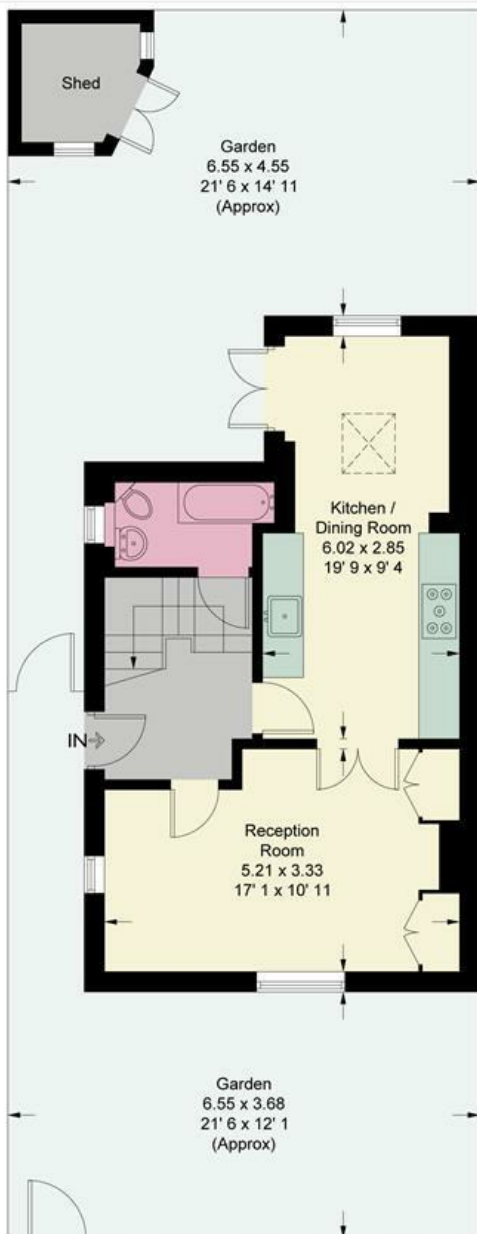 Shed
Garden
6.55 x 4.55
21' 6 x 14' 11
(Approx)
Kitchen /
Dining Room
6.02 x 2.85
19' 9 x 9' 4
IN
Reception
Room
5.21 x 3.33
17' 1 x 10' 11
Garden
6.55 x 3.68
21' 6 x 12' 1
(Approx)